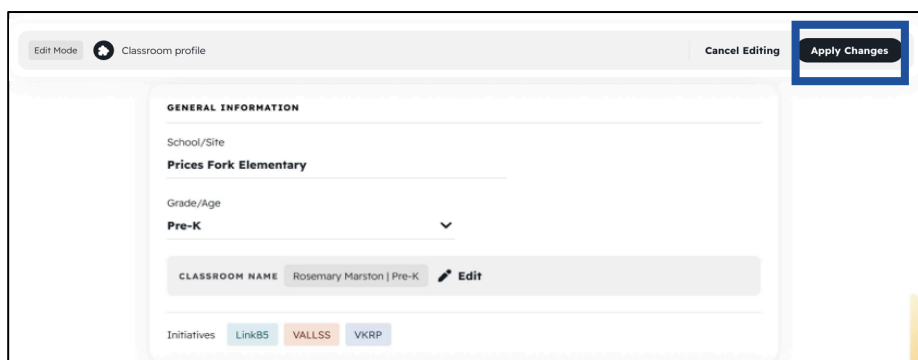 Edit Mode Classroom profile Cancel Editing Apply Changes
GENERAL INFORMATION
School/Site
Prices Fork Elementary
Grade/Age
Pre-K
CLASSROOM NAME Rosemary Marston | Pre-K Edit
Initiatives LinkB5 VALLSS VKRP